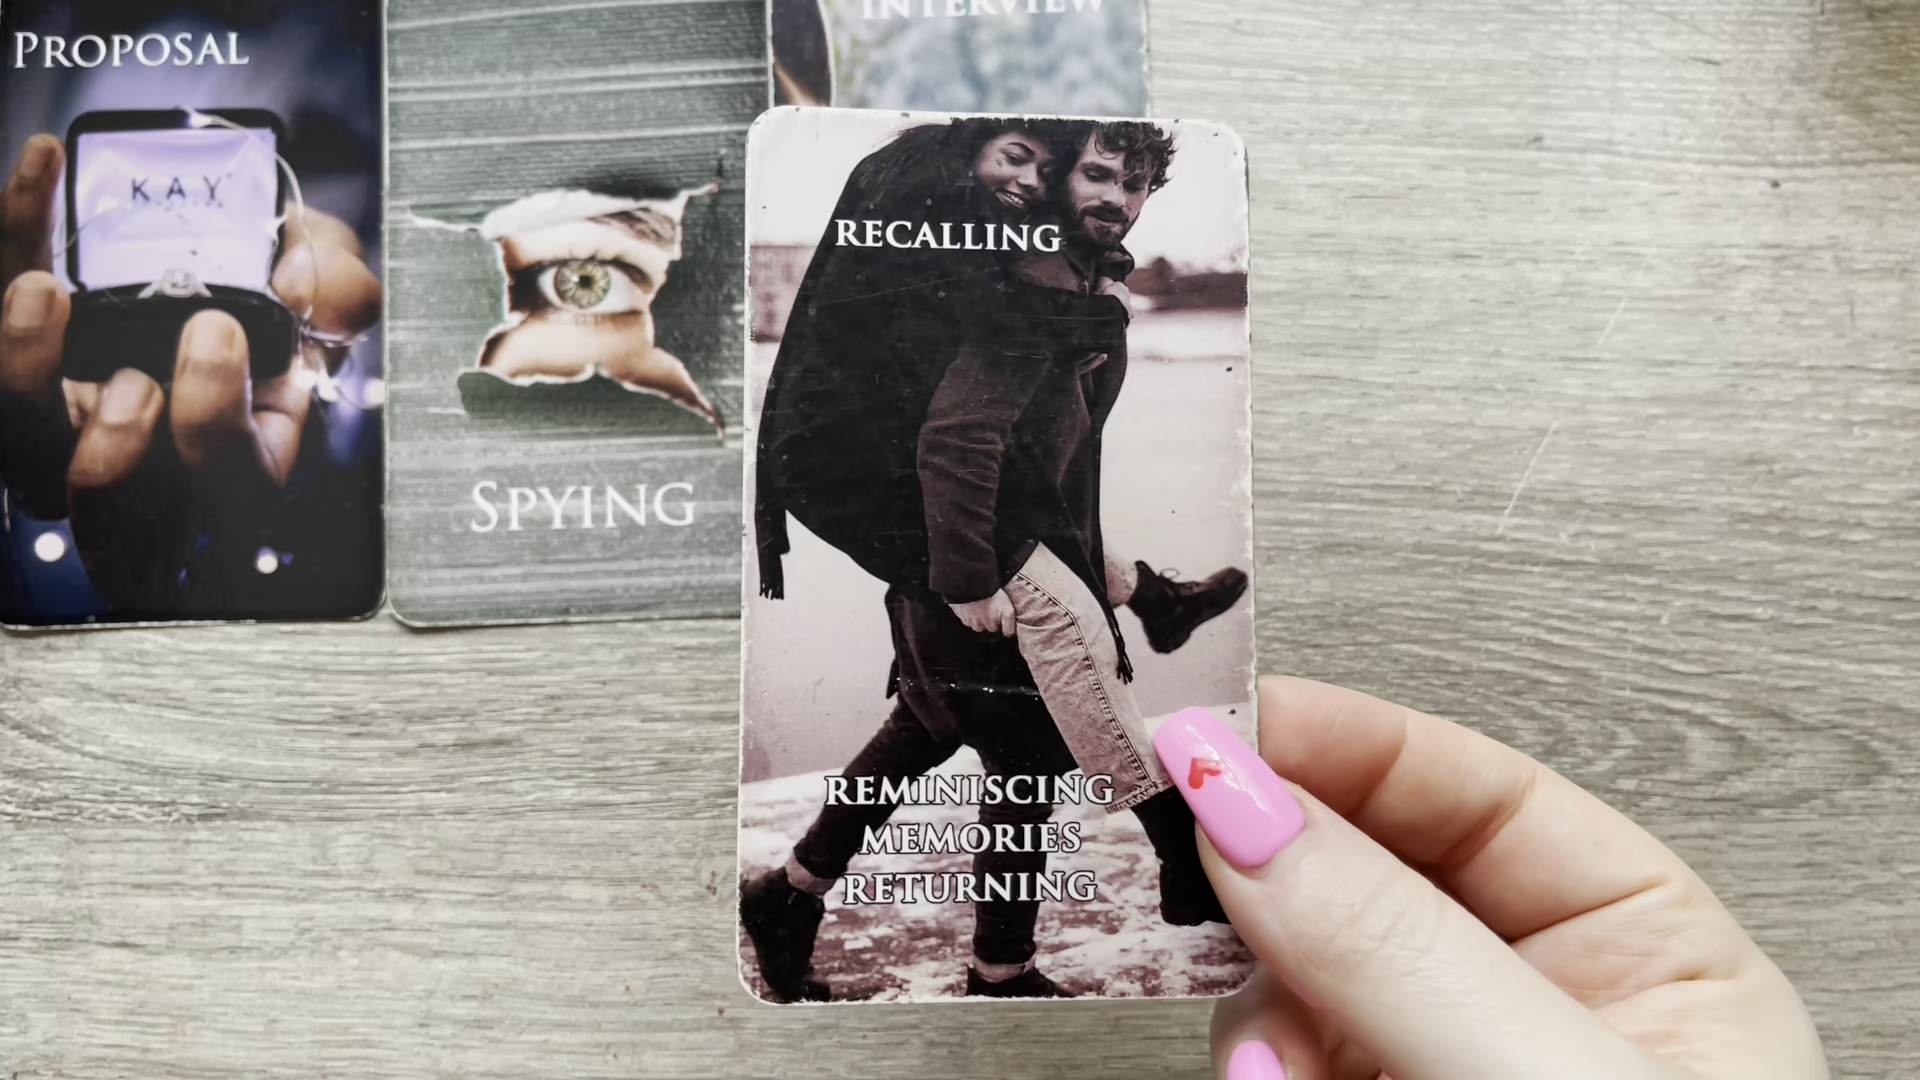 PROPOSAL
K.A.Y
SPYING
INTERVIEW
RECALLING
REMINISCING
MEMORIES
RETURNING